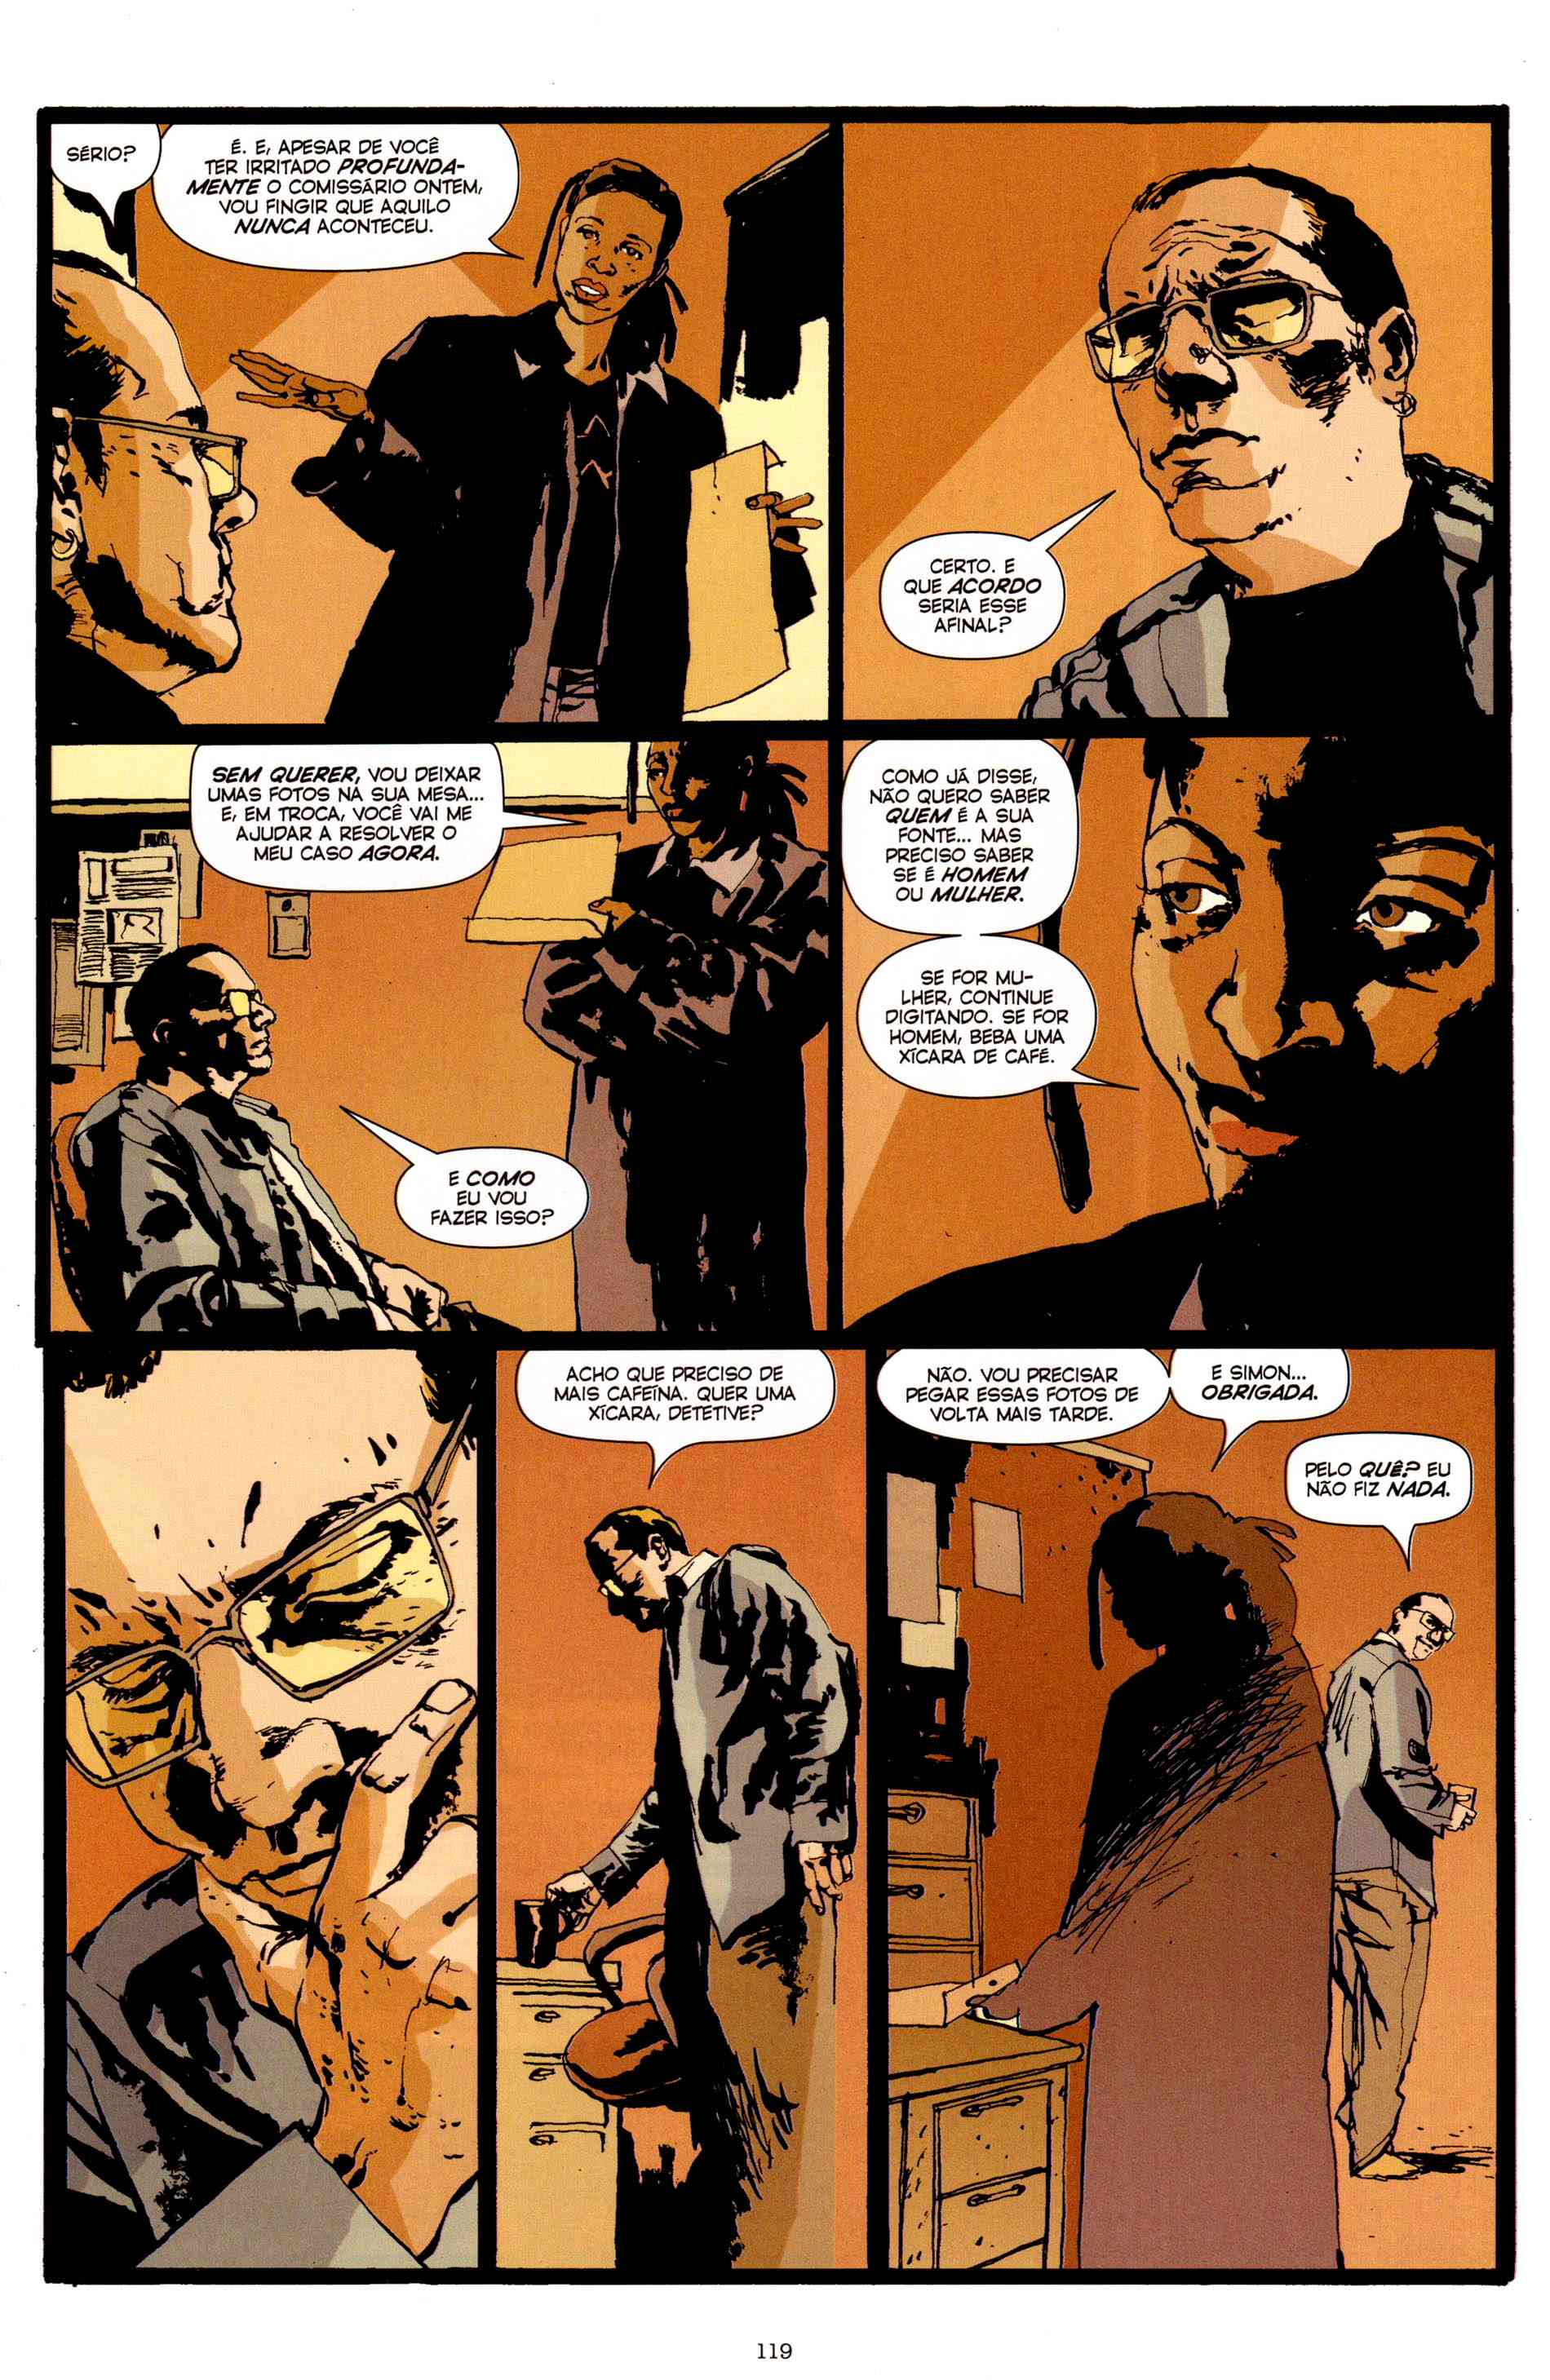 SÉRIO?
É. E, APESAR DE VOCÊ
TER IRRITADO PROFUNDA-
MENTE O COMISSÁRIO ONTEM,
VOU FINGIR QUE AQUILO
NUNCA ACONTECEU.
CERTO. E
QUE ACORDO
SERIA ESSE
AFINAL?
SEM QUERER, VOU DEIXAR
UMAS FOTOS NA SUA MESA...
E, EM TROCA, VOCÊ VAI ME
AJUDAR A RESOLVER O
MEU CASO AGORA.
E COMO
EU VOU
FAZER ISSO?
COMO JÁ DISSE,
NÃO QUERO SABER
QUEM É A SUA
FONTE... MAS
PRECISO SABER
SE É HOMEM
OU MULHER.
SE FOR MU-
LHER, CONTINUE
DIGITANDO. SE FOR
HOMEM, BEBA UMA
XÍCARA DE CAFÉ.
ACHO QUE PRECISO DE
MAIS CAFEÍNA. QUER UMA
XÍCARA, DETETIVE?
NÃO. VOU PRECISAR
PEGAR ESSAS FOTOS DE
VOLTA MAIS TARDE.
E SIMON...
OBRIGADA.
PELO QUÊ? EU
NÃO FIZ NADA.
119